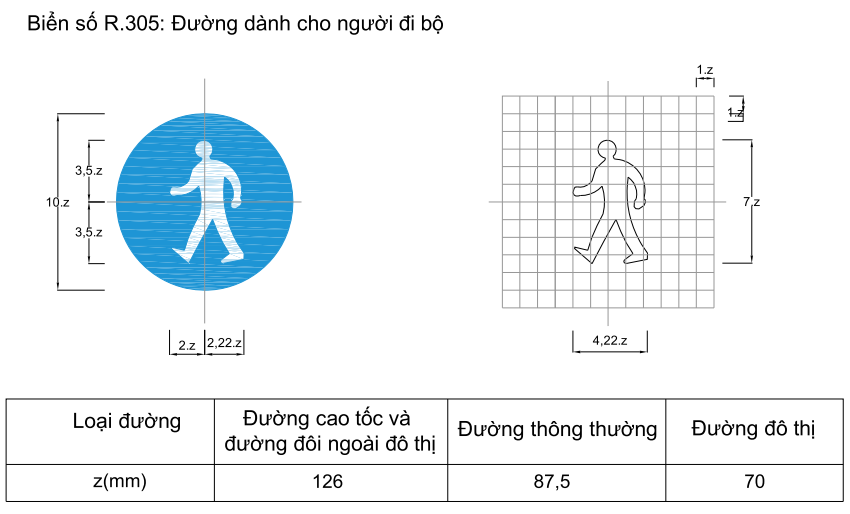 Biển số R.305: Đường dành cho người đi bộ
1.z
1.z
3,5.z
10.z
3,5.z
7.z
2.z
2,22.z
4,22.z
Loại đường
Đường cao tốc và
đường đôi ngoài đô thị
Đường thông thường
Đường đô thị
z(mm)
126
87,5
70